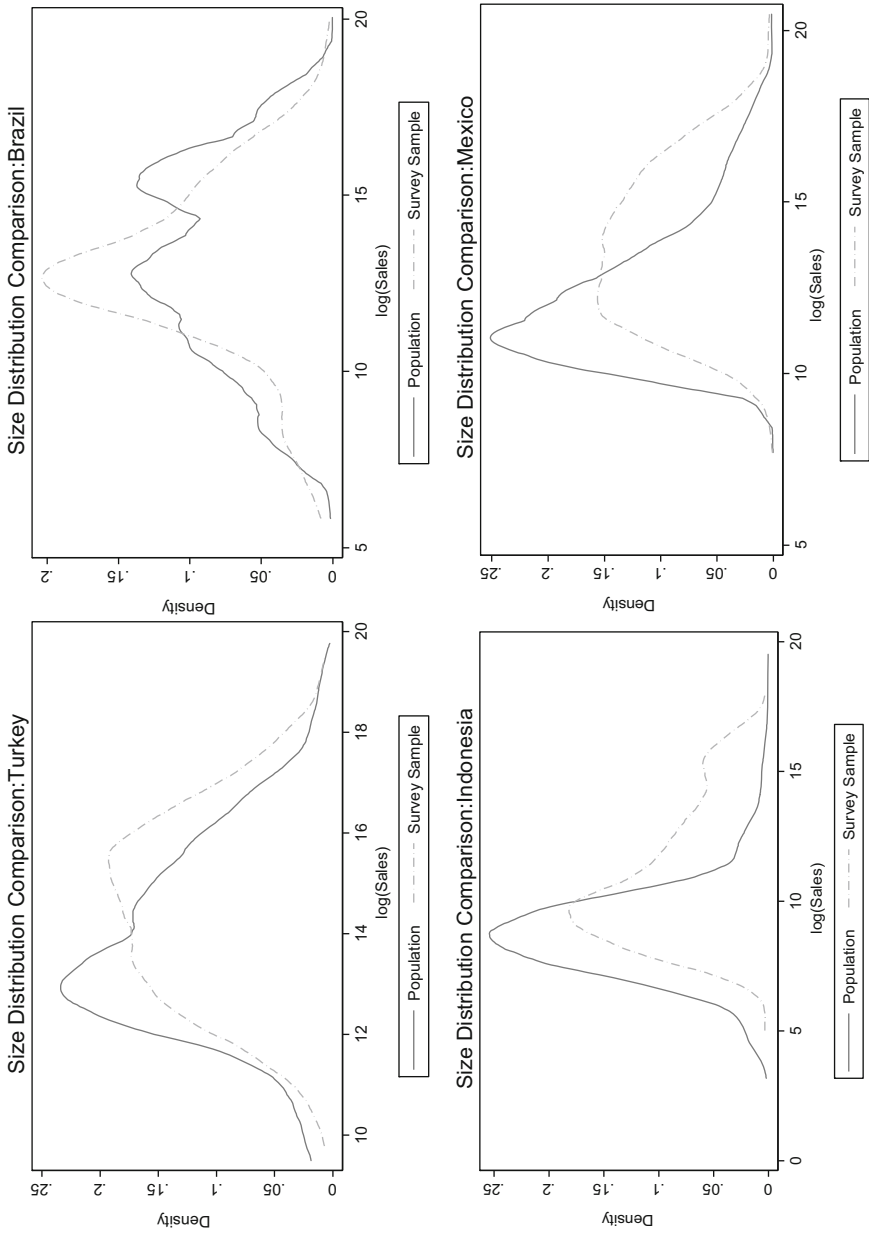 Size Distribution Comparison:Turkey
Density
0 .05 .1 .15 .2 .25
10 12 14 16 18 20
log(Sales)
Population Survey Sample
Size Distribution Comparison:Brazil
Density
0 .05 .1 .15 .2
5 10 15 20
log(Sales)
Population Survey Sample
Size Distribution Comparison:Indonesia
Density
0 .05 .1 .15 .2 .25
0 5 10 15 20
log(Sales)
Population Survey Sample
Size Distribution Comparison:Mexico
Density
0 .05 .1 .15 .2 .25
5 10 15 20
log(Sales)
Population Survey Sample